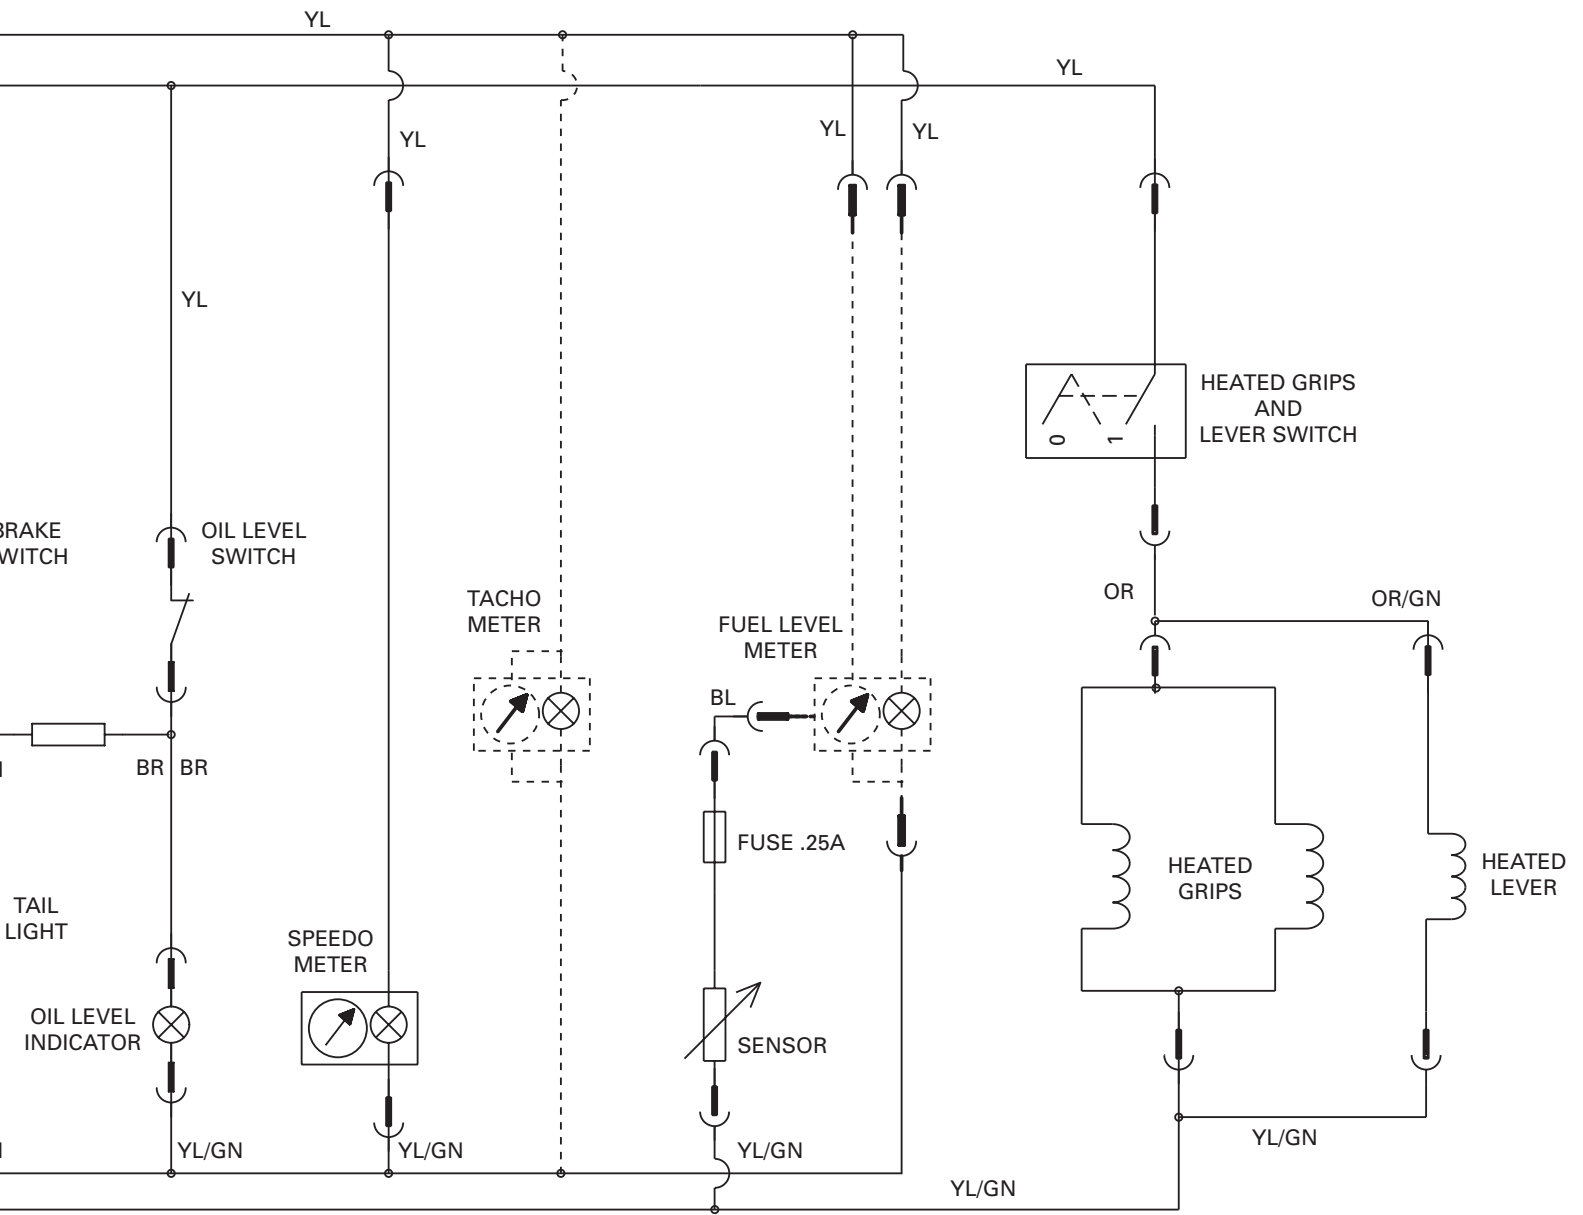 YL
YL
YL
YL
YL
YL
HEATED GRIPS
AND
LEVER SWITCH
0
1
BRAKE
WITCH
OIL LEVEL
SWITCH
OR
OR/GN
TACHO
METER
FUEL LEVEL
METER
BL
BR
BR
FUSE .25A
HEATED
GRIPS
HEATED
LEVER
TAIL
LIGHT
SPEEDO
METER
OIL LEVEL
INDICATOR
SENSOR
YL/GN
YL/GN
YL/GN
YL/GN
YL/GN